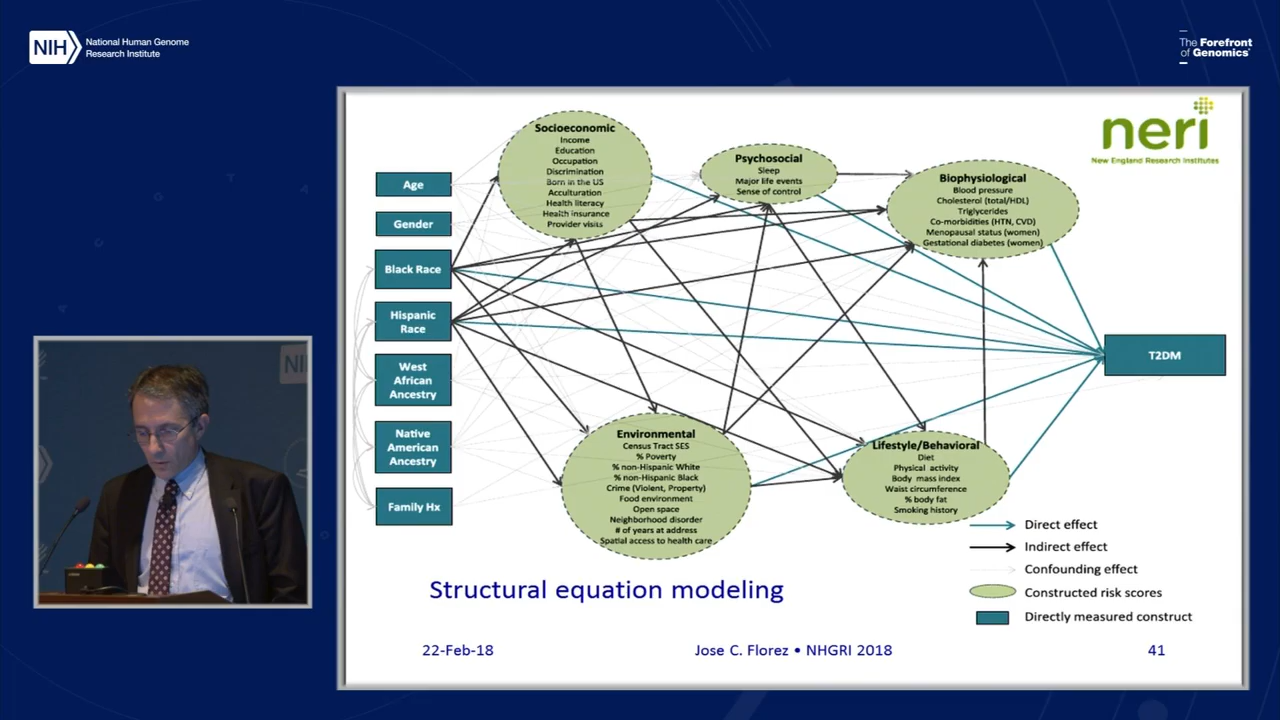 NIH
National Human Genome
Research Institute
The Forefront
of Genomics
neri
New England Research Institutes
Socioeconomic
Income
Education
Occupation
Discrimination
Born in the US
Acculturation
Health literacy
Health insurance
Provider visits
Psychosocial
Sleep
Major life events
Sense of control
Biophysiological
Blood pressure
Cholesterol (total/HDL)
Triglycerides
Co-morbidities (HTN, CVD)
Menopausal status (women)
Gestational diabetes (women)
Age
Gender
Black Race
Hispanic
Race
West
African
Ancestry
Native
American
Ancestry
Family Hx
T2DM
Environmental
Census Tract SES
% Poverty
% non-Hispanic White
% non-Hispanic Black
Crime (Violent, Property)
Food environment
Open space
Neighborhood disorder
# of years at address
Spatial access to health care
Lifestyle/Behavioral
Diet
Physical activity
Body mass index
Waist circumference
% body fat
Smoking history
Direct effect
Indirect effect
Confounding effect
Constructed risk scores
Directly measured construct
Structural equation modeling
22-Feb-18
Jose C. Florez • NHGRI 2018
41
NI